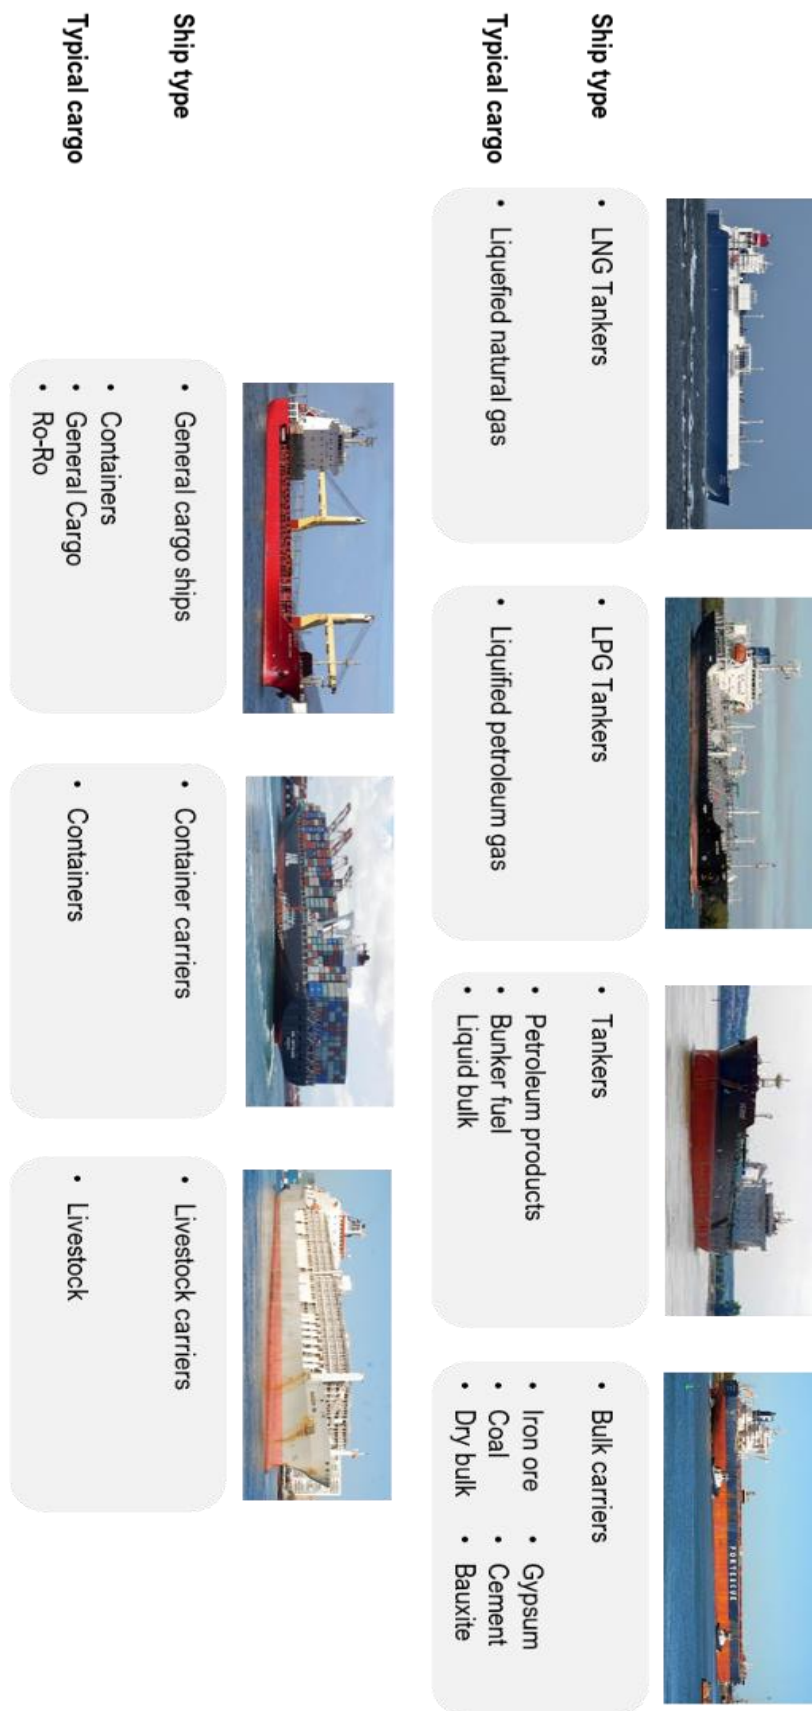 FORTESCUE
Ship type
• LNG Tankers
• LPG Tankers
• Tankers
• Bulk carriers
Typical cargo
• Liquefied natural gas
• Liquified petroleum gas
• Petroleum products
• Bunker fuel
• Liquid bulk
• Iron ore
• Coal
• Dry bulk
• Gypsum
• Cement
• Bauxite
Ship type
• General cargo ships
• Container carriers
• Livestock carriers
Typical cargo
• Containers
• General Cargo
• Ro-Ro
• Containers
• Livestock